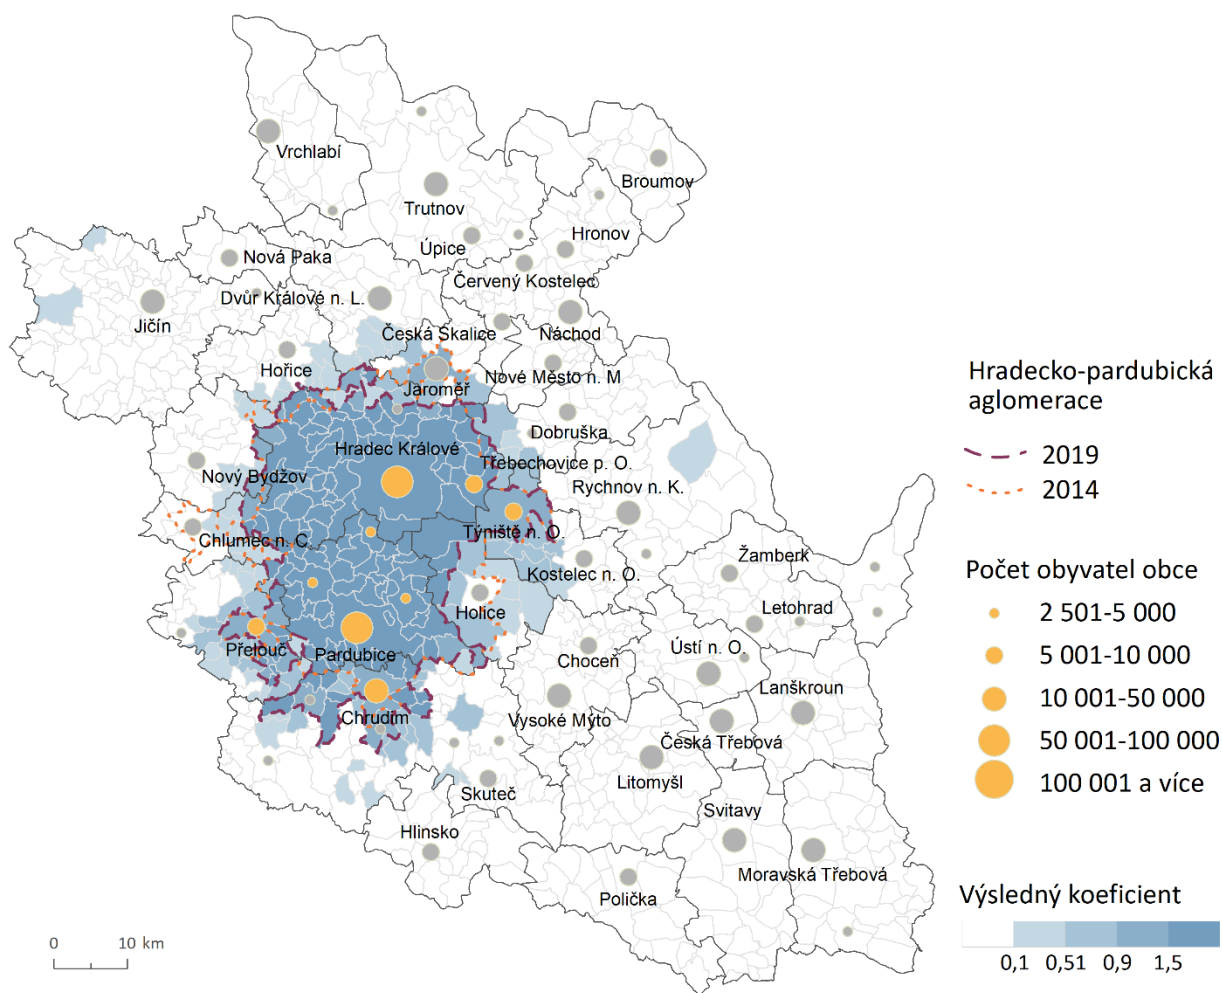 Vrchlabí
Broumov
Trutnov
Hronov
Úpice
Nová Paka
Červený Kostelec
Dvůr Králové n. L.
Jičín
Česká Skalice
Náchod
Hořice
Nové Město n. M
Jaroměř
Dobruška
Hradec Králové
Třebechovice p. O.
Nový Bydžov
Rychnov n. K.
Týniště n. O.
Chlumec n. C.
Žamberk
Kostelec n. O.
Letohrad
Holice
Přelouč
Pardubice
Choceň
Ústí n. O.
Lanškroun
Chrudim
Vysoké Mýto
Česká Třebová
Litomyšl
Skuteč
Svitavy
Hlinsko
Moravská Třebová
Polička
0 10 km
Hradecko-pardubická
aglomerace
2019
2014
Počet obyvatel obce
2 501-5 000
5 001-10 000
10 001-50 000
50 001-100 000
100 001 a více
Výsledný koeficient
0,1 0,51 0,9 1,5